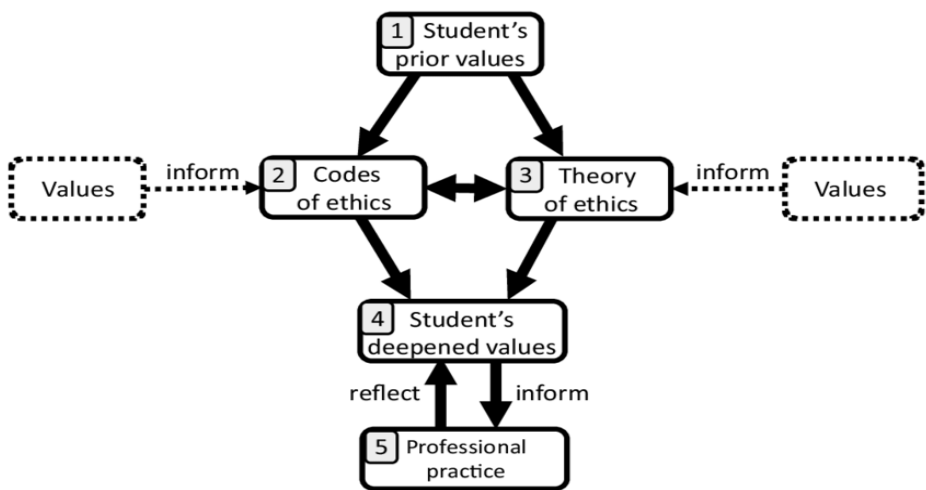 1 Student's
prior values
Values
inform
2 Codes
of ethics
3 Theory
of ethics
inform
Values
4 Student's
deepened values
reflect
inform
5 Professional
practice